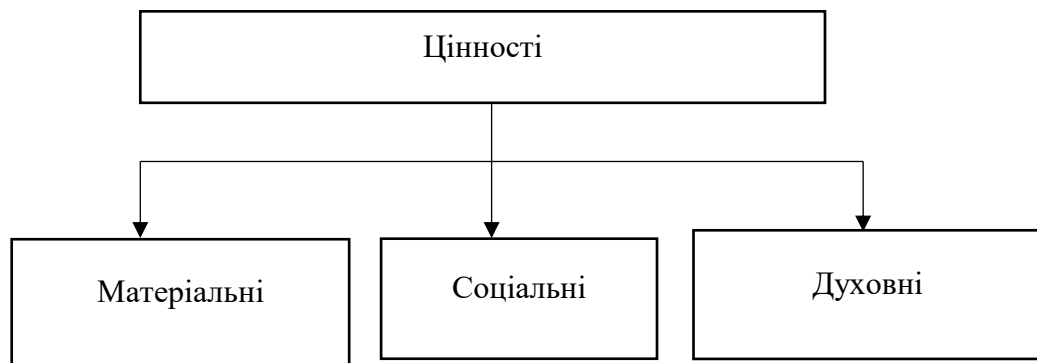 Цінності
Матеріальні
Соціальні
Духовні